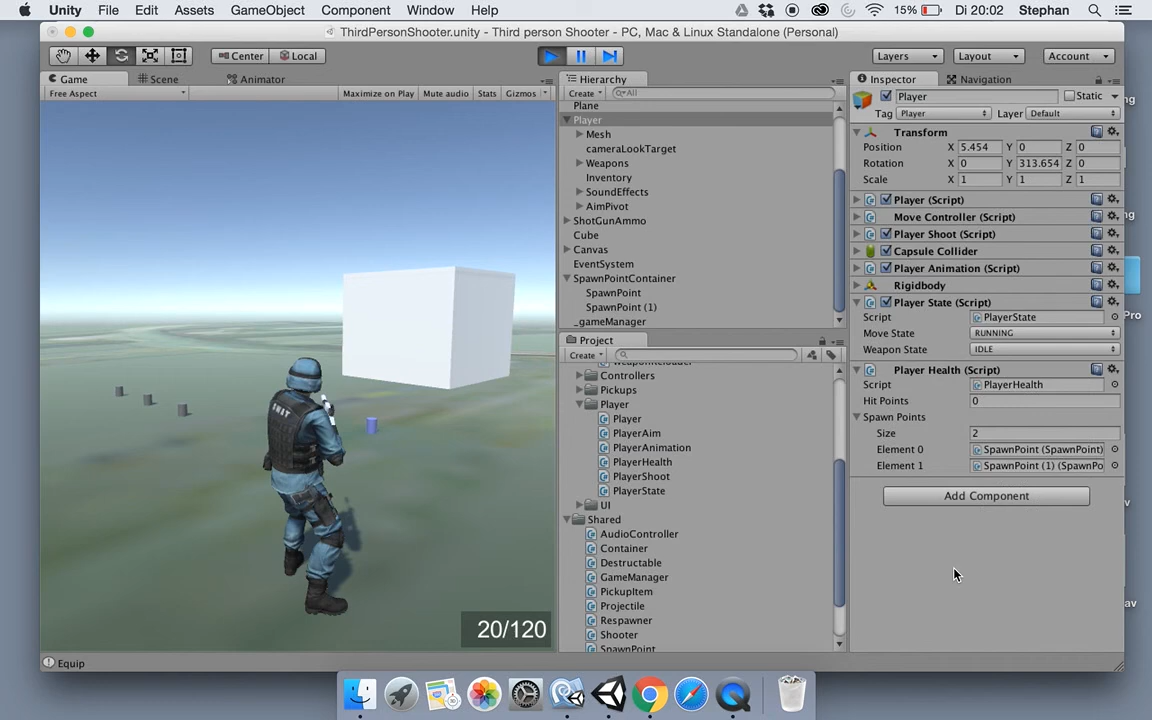 Unity File Edit Assets GameObject Component Window Help 15% Di 20:02 Stephan
ThirdPersonShooter.unity - Third person Shooter - PC, Mac & Linux Standalone (Personal)
Center Local Layers Layout Account
Game Scene Animator
Free Aspect Maximize on Play Mute audio Stats Gizmos
20/120
Equip
Hierarchy
Create All
Plane
Player
Mesh
cameraLookTarget
Weapons
Inventory
SoundEffects
AimPivot
ShotGunAmmo
Cube
Canvas
EventSystem
SpawnPointContainer
SpawnPoint
SpawnPoint (1)
_gameManager
Project
Create
Controllers
Pickups
Player
Player
PlayerAim
PlayerAnimation
PlayerHealth
PlayerShoot
PlayerState
UI
Shared
AudioController
Container
Destructable
GameManager
PickupItem
Projectile
Respawner
Shooter
SpawnPoint
Inspector Navigation
Player Static
Tag Player Layer Default
Transform
Position X 5.454 Y 0 Z 0
Rotation X 0 Y 313.654 Z 0
Scale X 1 Y 1 Z 1
Player (Script)
Move Controller (Script)
Player Shoot (Script)
Capsule Collider
Player Animation (Script)
Rigidbody
Player State (Script)
Script PlayerState
Move State RUNNING
Weapon State IDLE
Player Health (Script)
Script PlayerHealth
Hit Points 0
Spawn Points
Size 2
Element 0 SpawnPoint (SpawnPoint)
Element 1 SpawnPoint (1) (SpawnPo
Add Component
ng
ng
Pro
ov
av
SWAT